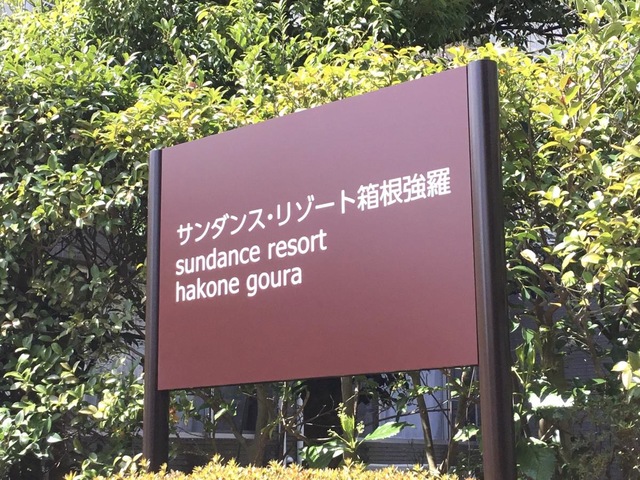 サンダンス・リゾート箱根強羅
sundance resort
hakone goura